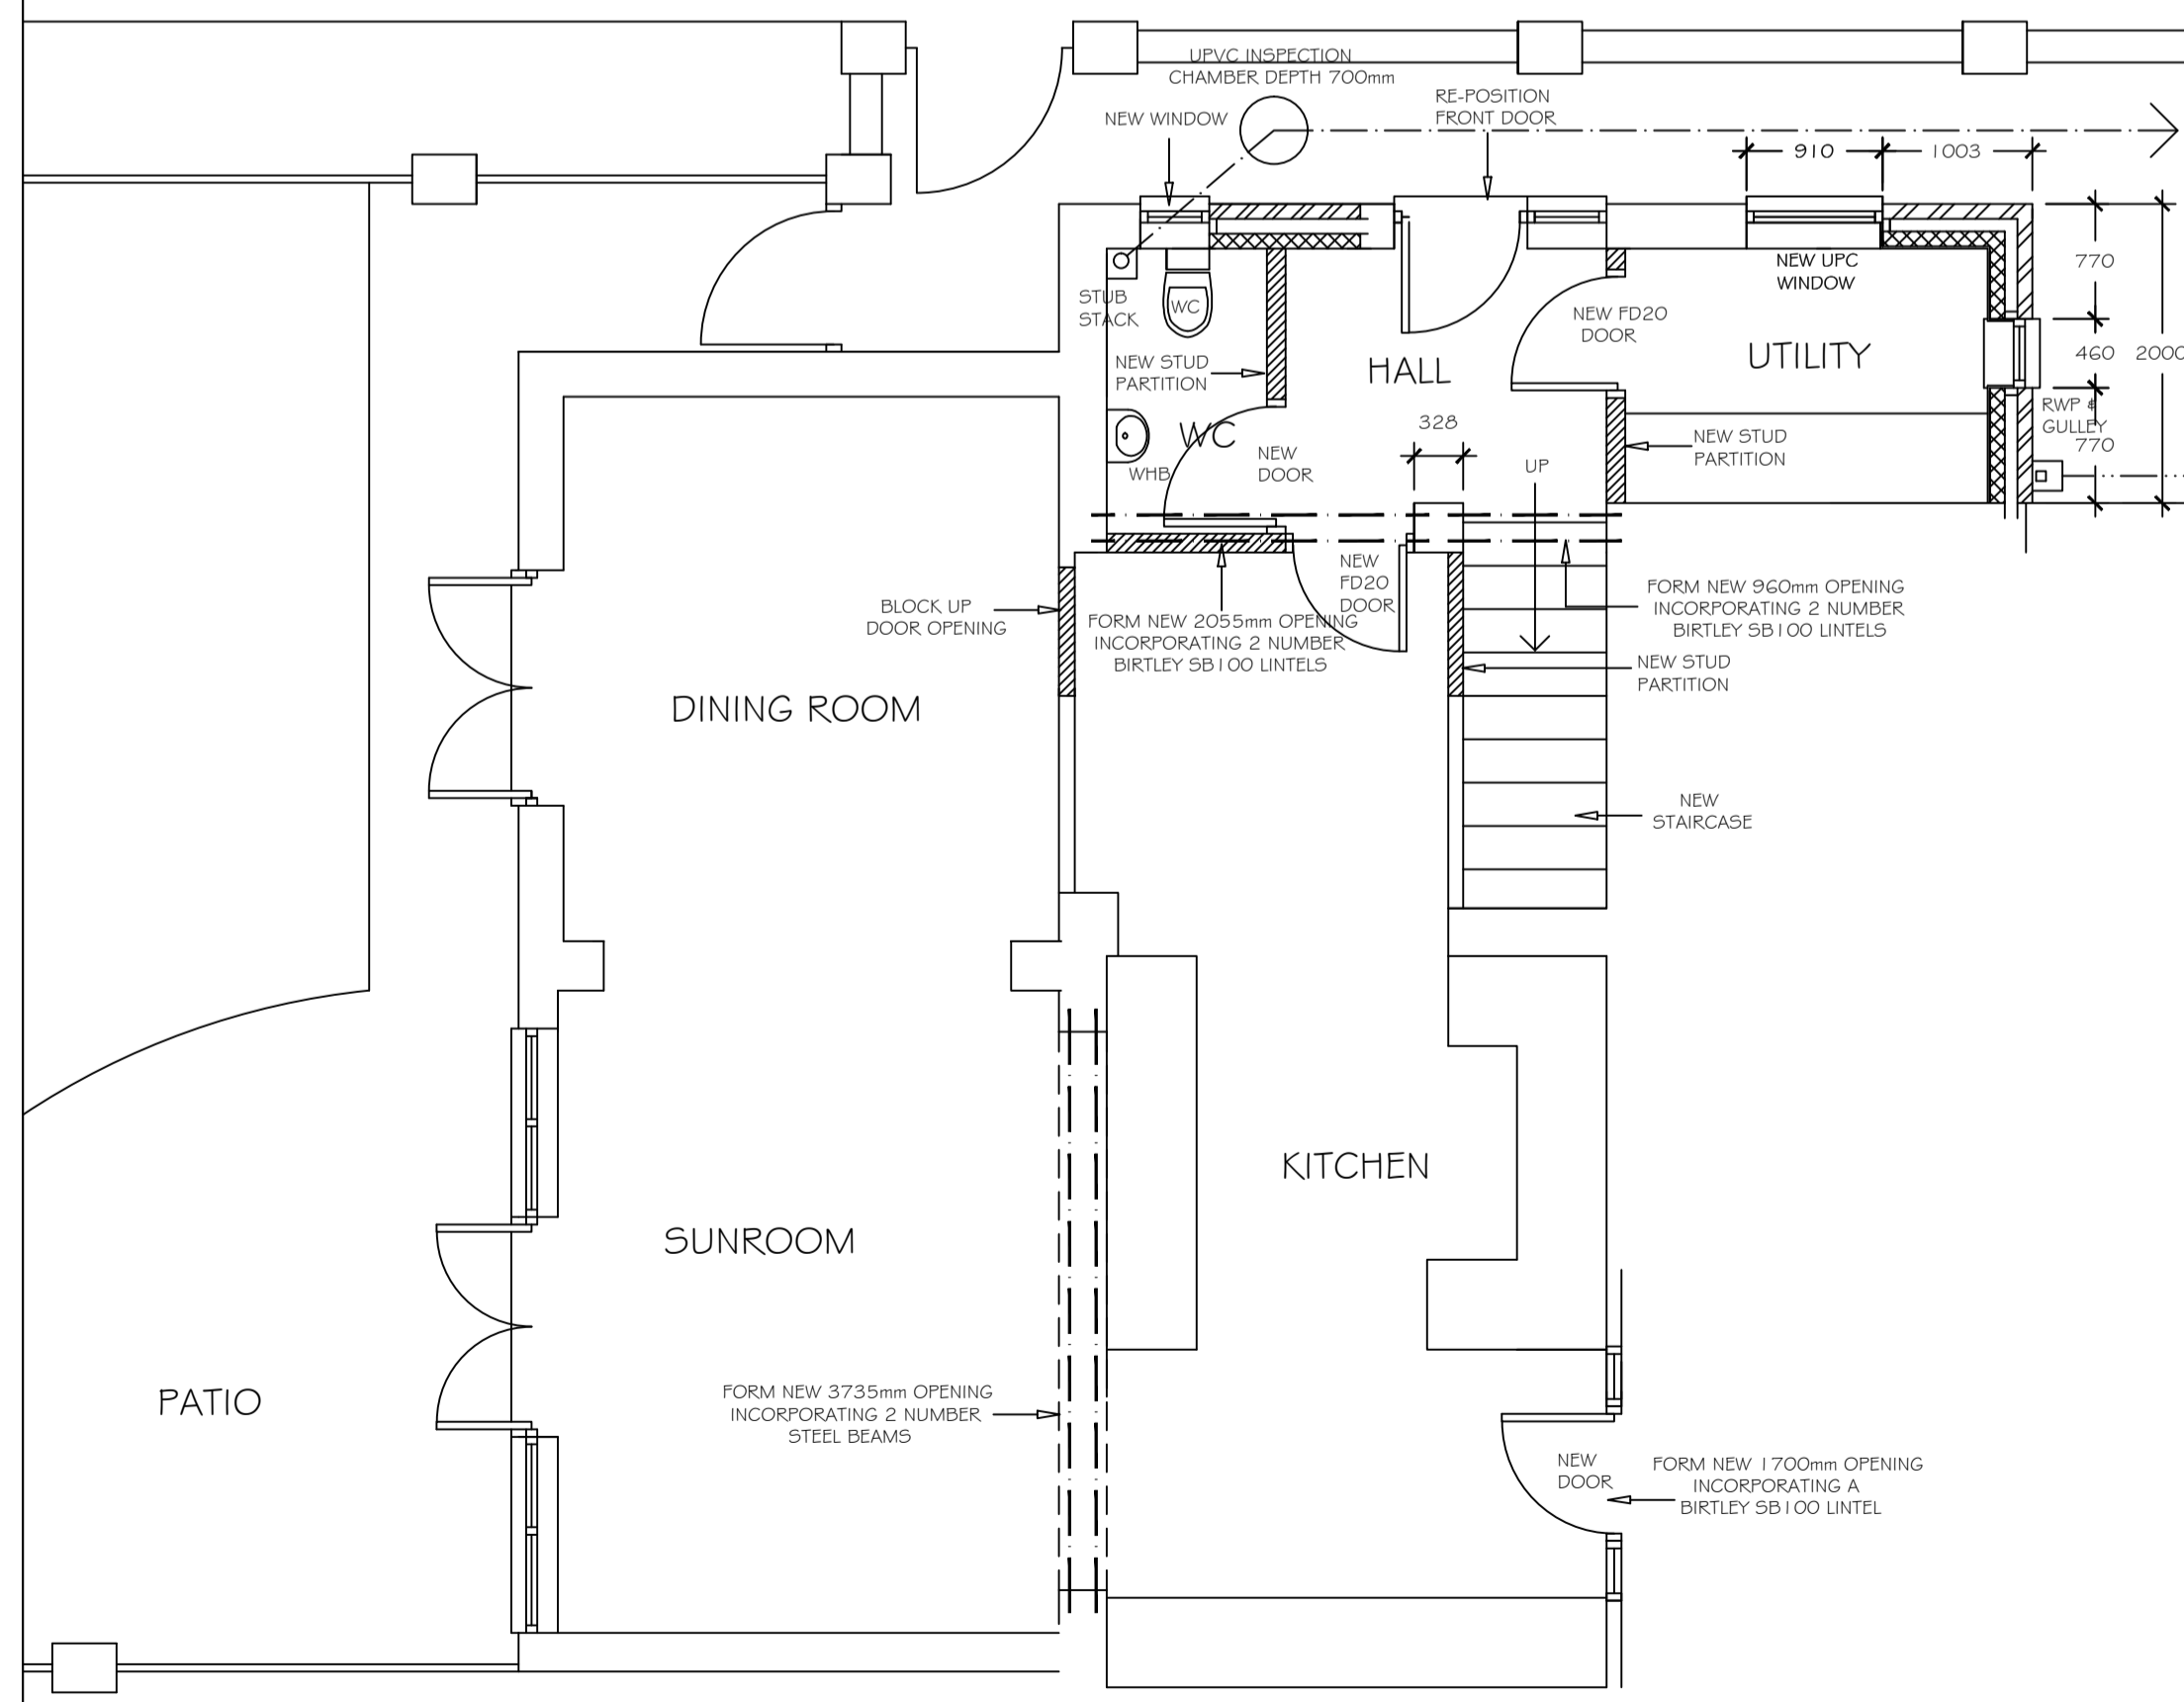 UPVC INSPECTION
CHAMBER DEPTH 700mm
RE-POSITION
FRONT DOOR
NEW WINDOW
910
1003
NEW UPC
WINDOW
770
STUB
STACK
WC
NEW FD20
DOOR
NEW STUD
PARTITION
HALL
UTILITY
460
2000
RWP &
GULLEY
770
328
WC
WHB
NEW
DOOR
UP
NEW STUD
PARTITION
NEW
FD20
DOOR
BLOCK UP
DOOR OPENING
FORM NEW 2055mm OPENING
INCORPORATING 2 NUMBER
BIRTLEY SB100 LINTELS
FORM NEW 960mm OPENING
INCORPORATING 2 NUMBER
BIRTLEY SB100 LINTELS
NEW STUD
PARTITION
DINING ROOM
NEW
STAIRCASE
KITCHEN
SUNROOM
PATIO
FORM NEW 3735mm OPENING
INCORPORATING 2 NUMBER
STEEL BEAMS
NEW
DOOR
FORM NEW 1700mm OPENING
INCORPORATING A
BIRTLEY SB100 LINTEL